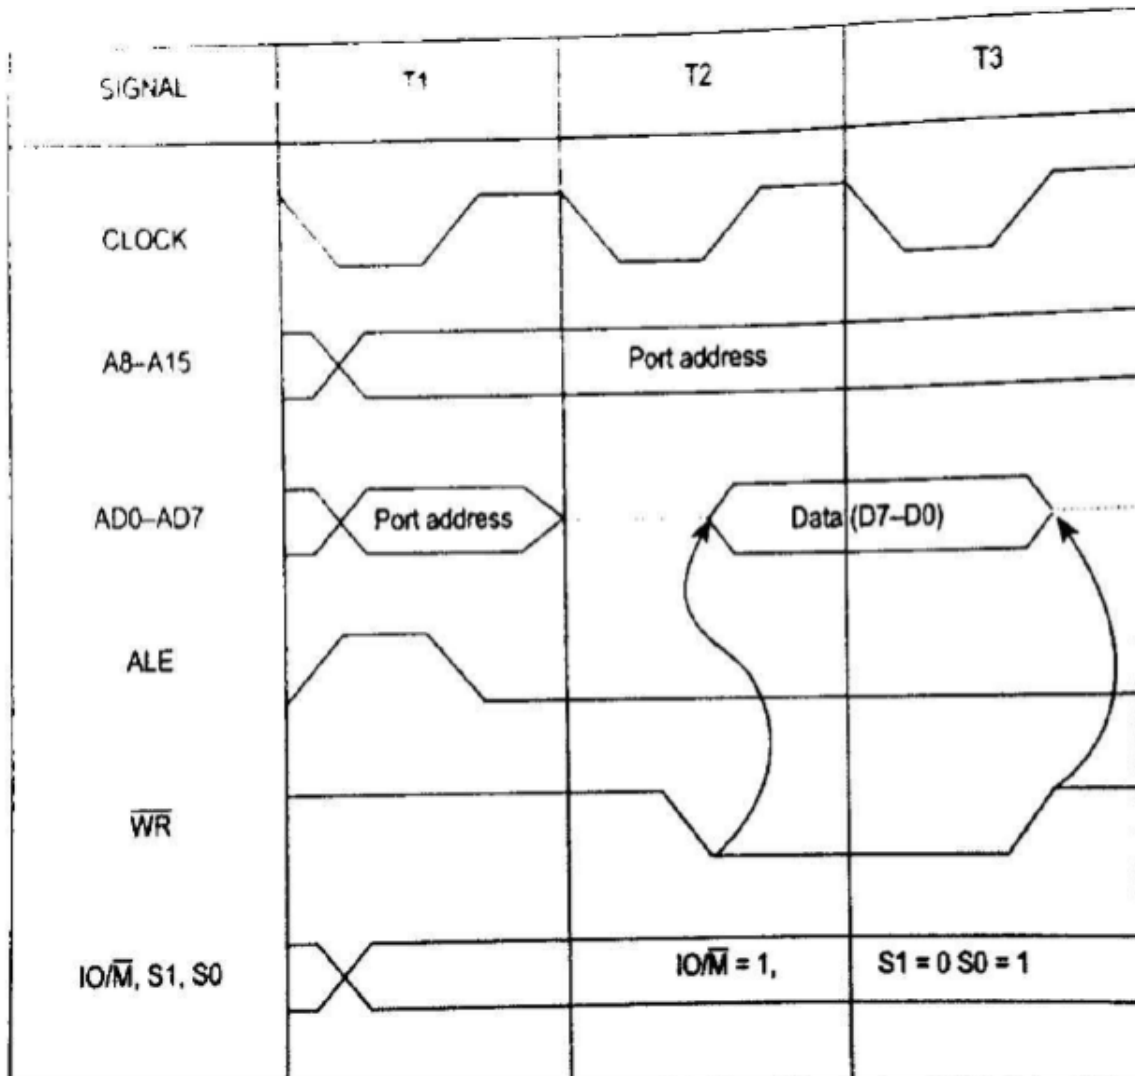 SIGNAL T1 T2 T3
CLOCK
A8–A15 Port address
AD0–AD7 Port address Data (D7–D0)
ALE
W̅R̅
IO/M̅, S1, S0 IO/M̅ = 1, S1 = 0 S0 = 1